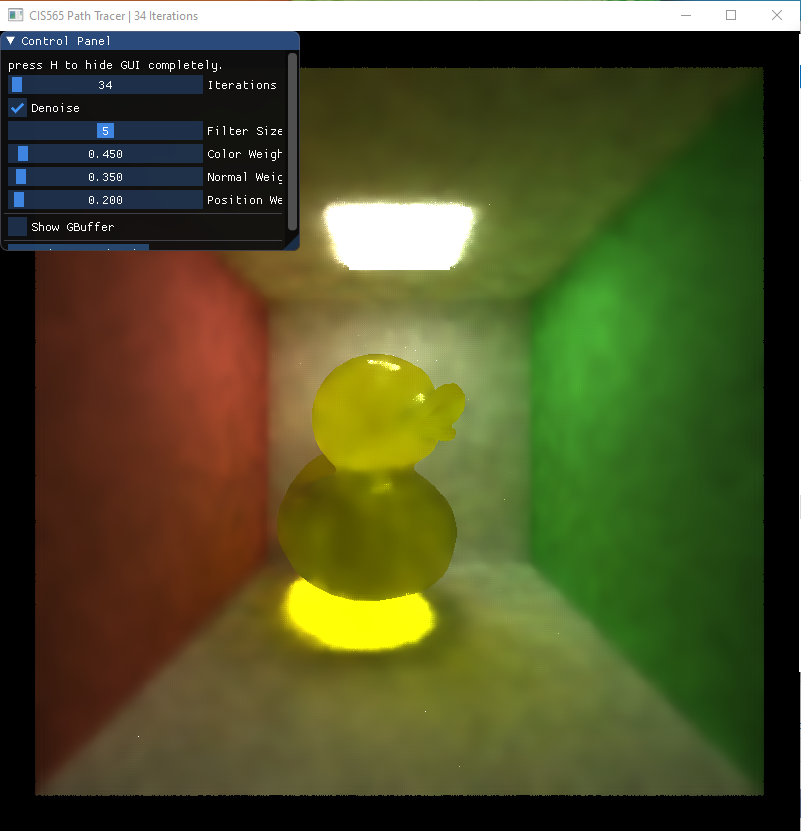 CIS565 Path Tracer | 34 Iterations
Control Panel
press H to hide GUI completely.
34 Iterations
Denoise
5 Filter Size
0.450 Color Weigh
0.350 Normal Weig
0.200 Position We
Show GBuffer